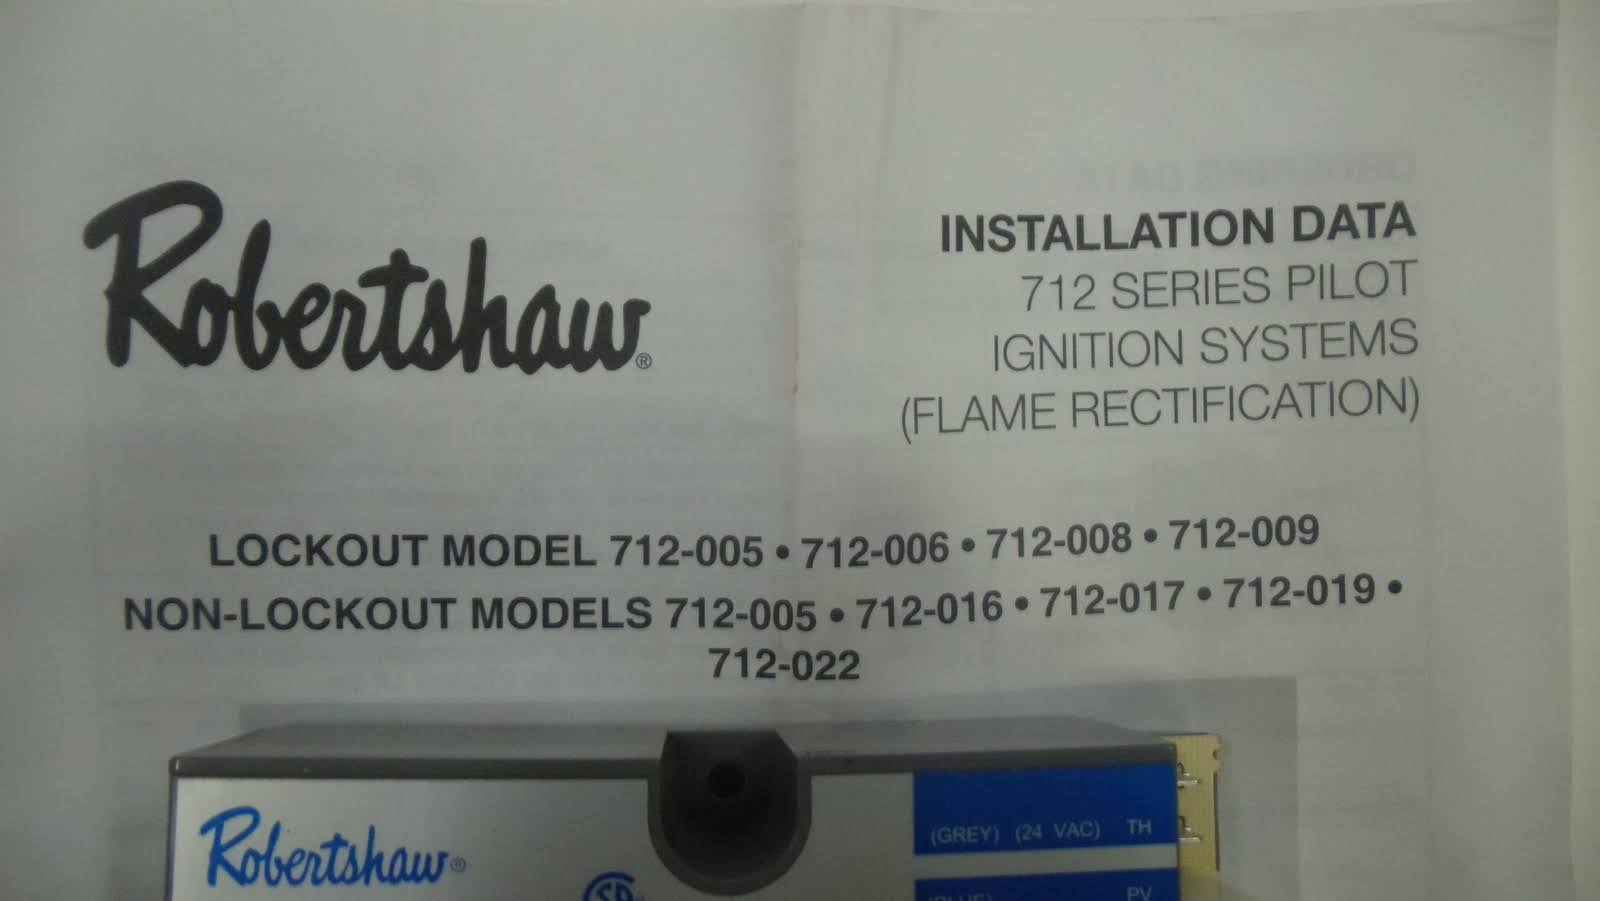 Robertshaw®
INSTALLATION DATA
712 SERIES PILOT
IGNITION SYSTEMS
(FLAME RECTIFICATION)
LOCKOUT MODEL 712-005 • 712-006 • 712-008 • 712-009
NON-LOCKOUT MODELS 712-005 • 712-016 • 712-017 • 712-019 •
712-022
Robertshaw®
(GREY) (24 VAC) TH
(BLUE) PV